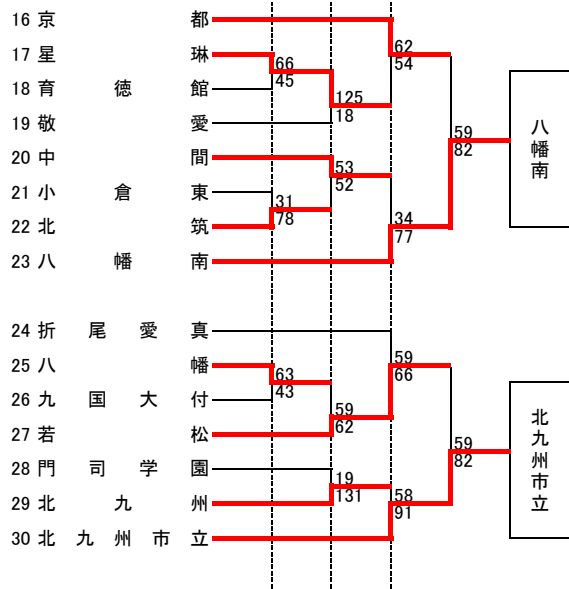 16 京都
17 星琳
18 育徳館
19 敬愛
20 中間
21 小倉東
22 北筑
23 八幡南
66
45
125
18
53
52
31
78
62
54
34
77
59
82
八幡南
24 折尾愛真
25 八幡
26 九国大付
27 若松
28 門司学園
29 北九州
30 北九州市立
63
43
59
62
19
131
59
66
58
91
59
82
北九州市立